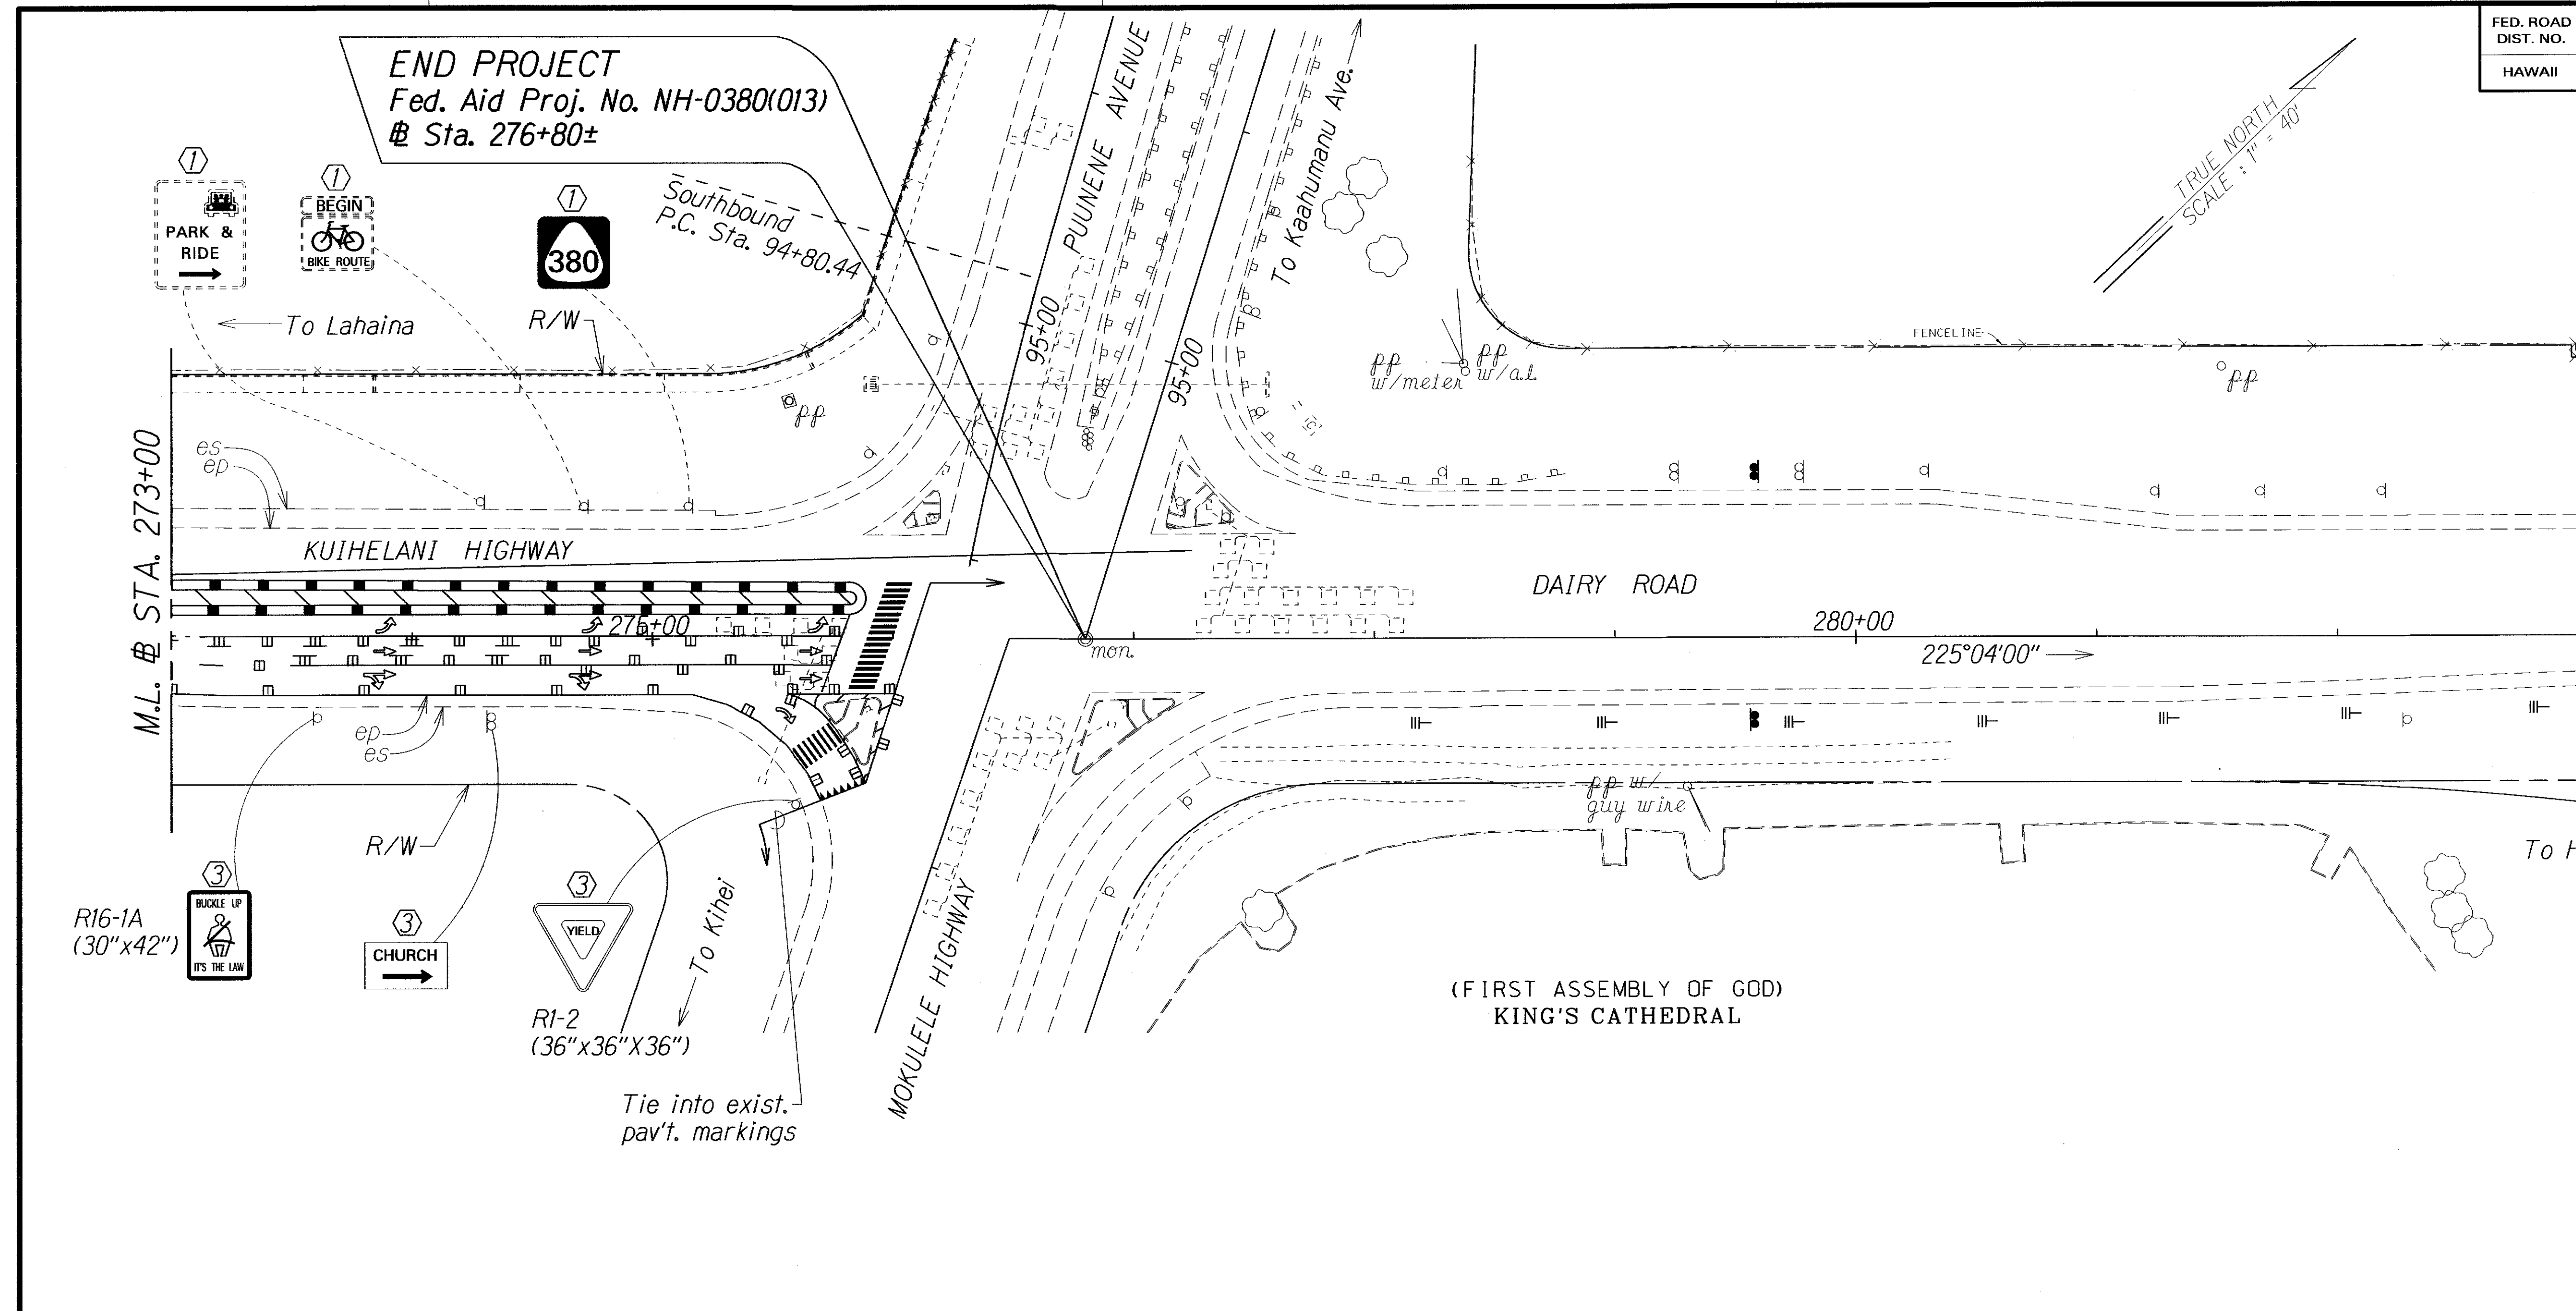 FED. ROAD
DIST. NO.
HAWAII
END PROJECT
Fed. Aid Proj. No. NH-0380(013)
℄ Sta. 276+80±
Southbound
P.C. Sta. 94+80.44
PUUNENE AVENUE
To Kaahumanu Ave.
TRUE NORTH
SCALE : 1" = 40'
1
PARK &
RIDE
1
BEGIN
BIKE ROUTE
1
380
To Lahaina
R/W
95+00
95+00
pp
pp
w/meter
pp
w/a.l.
FENCELINE
pp
es
ep
M.L. ℄ STA. 273+00
KUIHELANI HIGHWAY
DAIRY ROAD
275+00
mon.
280+00
225°04'00"
ep
es
R/W
pp w/
guy wire
To H
3
R16-1A
(30"x42")
BUCKLE UP
IT'S THE LAW
3
CHURCH
3
YIELD
R1-2
(36"x36"X36")
To Kihei
MOKULELE HIGHWAY
Tie into exist.
pav't. markings
(FIRST ASSEMBLY OF GOD)
KING'S CATHEDRAL